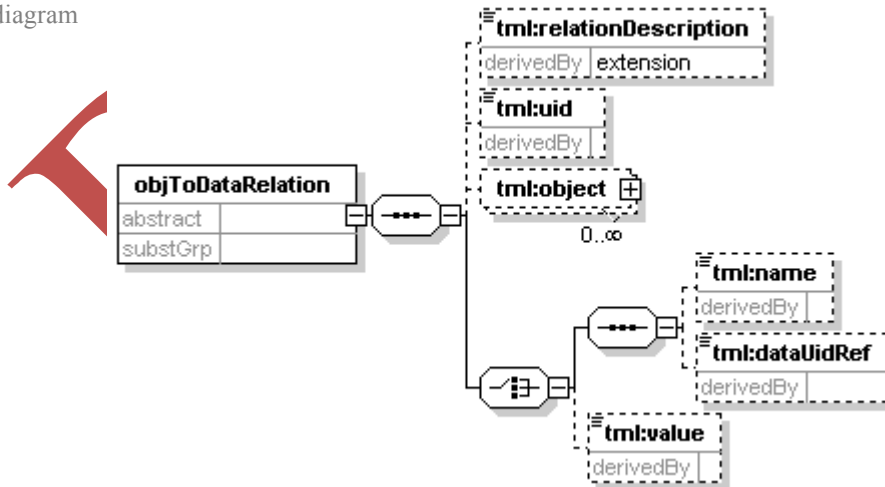 diagram
tml:relationDescription
derivedBy extension
tml:uid
derivedBy
tml:object
0..∞
objToDataRelation
abstract
substGrp
tml:name
derivedBy
tml:dataUidRef
derivedBy
tml:value
derivedBy